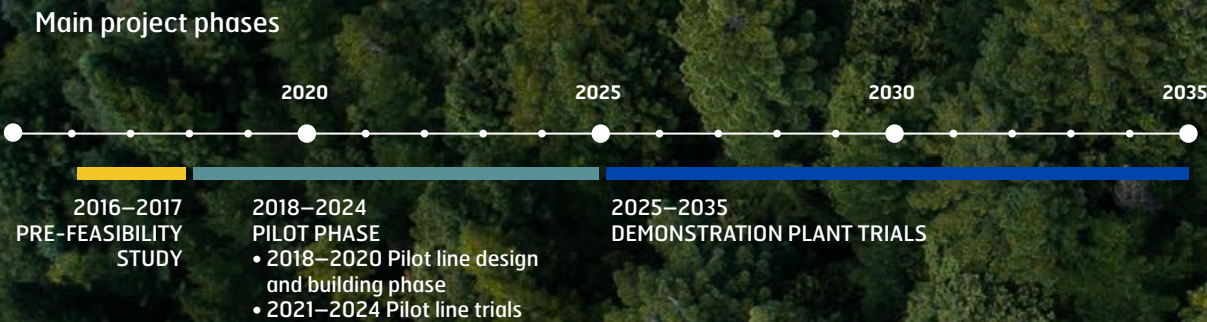 Main project phases
2020
2025
2030
2035
2016–2017
PRE-FEASIBILITY
STUDY
2018–2024
PILOT PHASE
• 2018–2020 Pilot line design
and building phase
• 2021–2024 Pilot line trials
2025–2035
DEMONSTRATION PLANT TRIALS